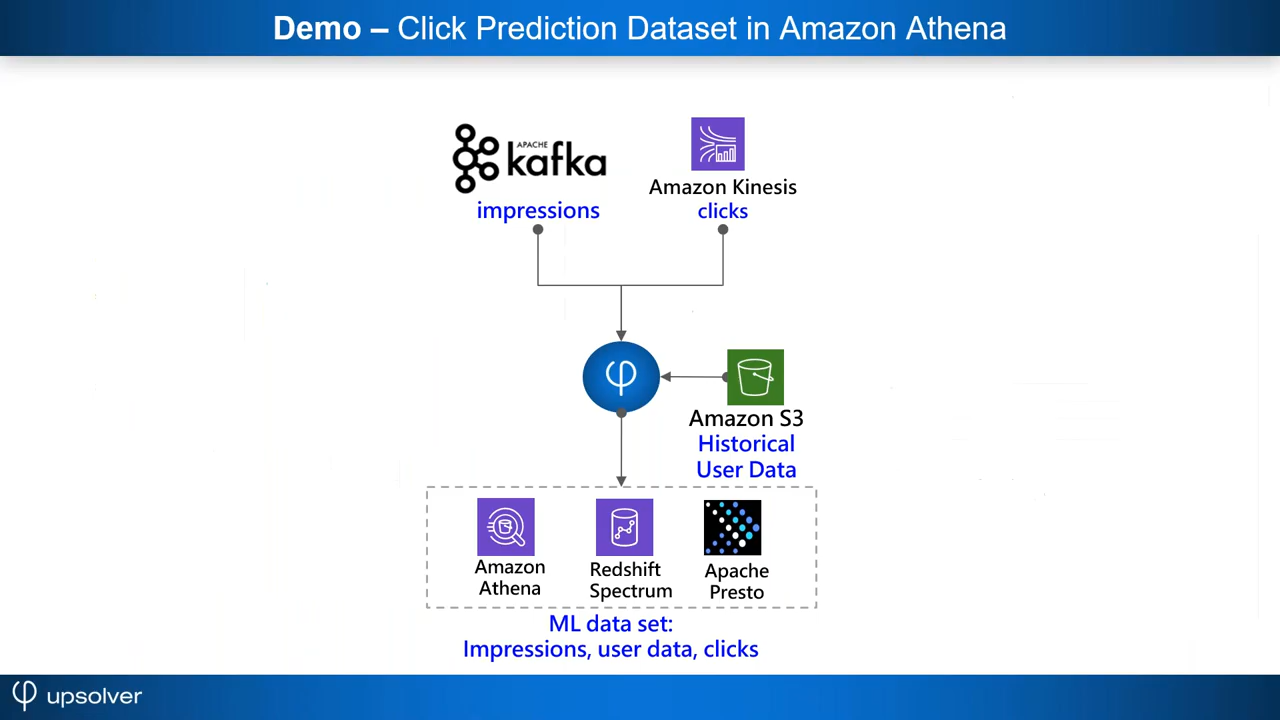 Demo – Click Prediction Dataset in Amazon Athena
APACHE
kafka
impressions
Amazon Kinesis
clicks
φ
Amazon S3
Historical
User Data
Amazon
Athena
Redshift
Spectrum
Apache
Presto
ML data set:
Impressions, user data, clicks
φ upsolver